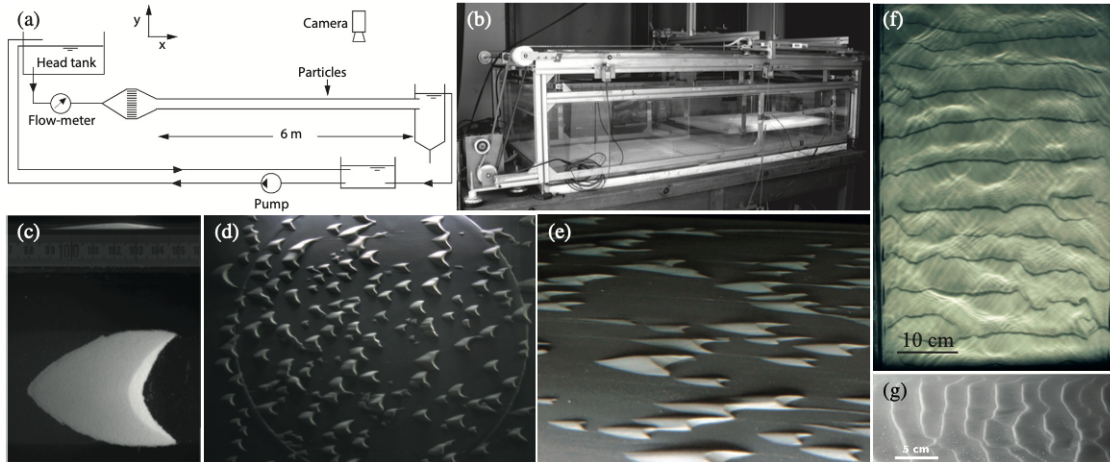 (a)
y
x
Camera
Head tank
Particles
Flow-meter
6 m
Pump
(b)
(c)
(d)
(e)
(f)
10 cm
(g)
5 cm